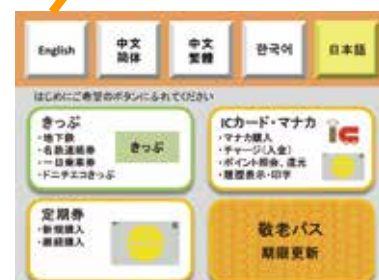 English
中文
简体
中文
繁體
한국어
日本語
はじめにご希望のボタンにふれてください
きっぷ
・地下鉄
・名鉄連絡券
・一日乗車券
・ドニチエコきっぷ
きっぷ
ICカード・マナカ
・マナカ購入
・チャージ(入金)
・ポイント照会、還元
・履歴表示・印字
定期券
・新規購入
・継続購入
敬老パス
期限更新